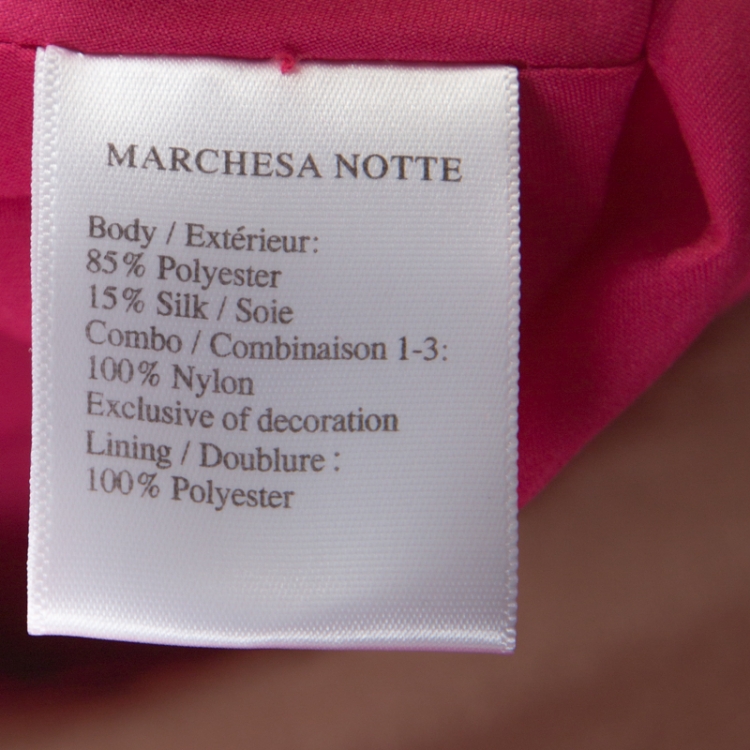 MARCHESA NOTTE
Body / Extérieur:
85% Polyester
15% Silk / Soie
Combo / Combinaison 1-3:
100% Nylon
Exclusive of decoration
Lining / Doublure :
100% Polyester